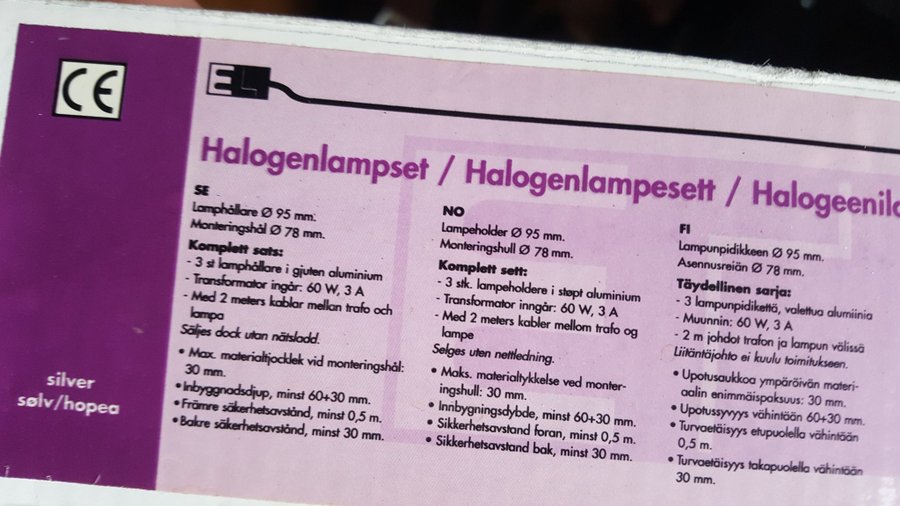 CE
EL
Halogenlampset / Halogenlampesett / Halogeenila
SE
Lamphållare Ø 95 mm.
Monteringshål Ø 78 mm.
Komplett sats:
- 3 st lamphållare i gjuten aluminium
- Transformator ingår: 60 W, 3 A
- Med 2 meters kablar mellan trafo och
lampa
Säljes dock utan nätsladd.
• Max. materialtjocklek vid monteringshål:
30 mm.
• Inbyggnadsdjup, minst 60+30 mm.
• Främre säkerhetsavstånd, minst 0,5 m.
• Bakre säkerhetsavstånd, minst 30 mm.
NO
Lampeholder Ø 95 mm.
Monteringshull Ø 78 mm.
Komplett sett:
- 3 stk. lampeholdere i støpt aluminium
- Transformator inngår: 60 W, 3 A
- Med 2 meters kabler mellom trafo og
lampe
Selges uten nettledning.
• Maks. materialtykkelse ved monter-
ingshull: 30 mm.
• Innbygningsdybde, minst 60+30 mm.
• Sikkerhetsavstand foran, minst 0,5 m.
• Sikkerhetsavstand bak, minst 30 mm.
FI
Lampunpidikkeen Ø 95 mm.
Asennusreiän Ø 78 mm.
Täydellinen sarja:
- 3 lampunpidikettä, valettua alumiinia
- Muunnin: 60 W, 3 A
- 2 m johdot trafon ja lampun välissä
Liitäntäjohto ei kuulu toimitukseen.
• Upotusaukkoa ympäröivän materi-
aalin enimmäispaksuus: 30 mm.
• Upotussyvyys vähintään 60+30 mm.
• Turvaetäisyys etupuolella vähintään
0,5 m.
• Turvaetäisyys takapuolella vähintään
30 mm.
silver
sølv/hopea